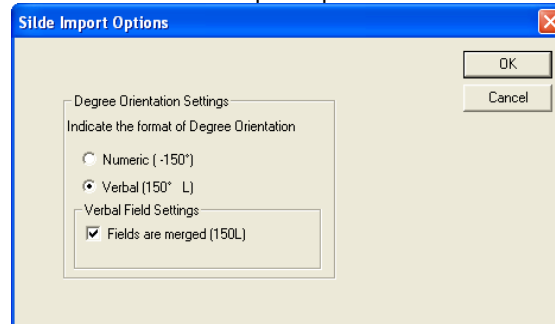 Silde Import Options
OK
Cancel
Degree Orientation Settings
Indicate the format of Degree Orientation
Numeric ( -150°)
Verbal (150°   L)
Verbal Field Settings
Fields are merged (150L)